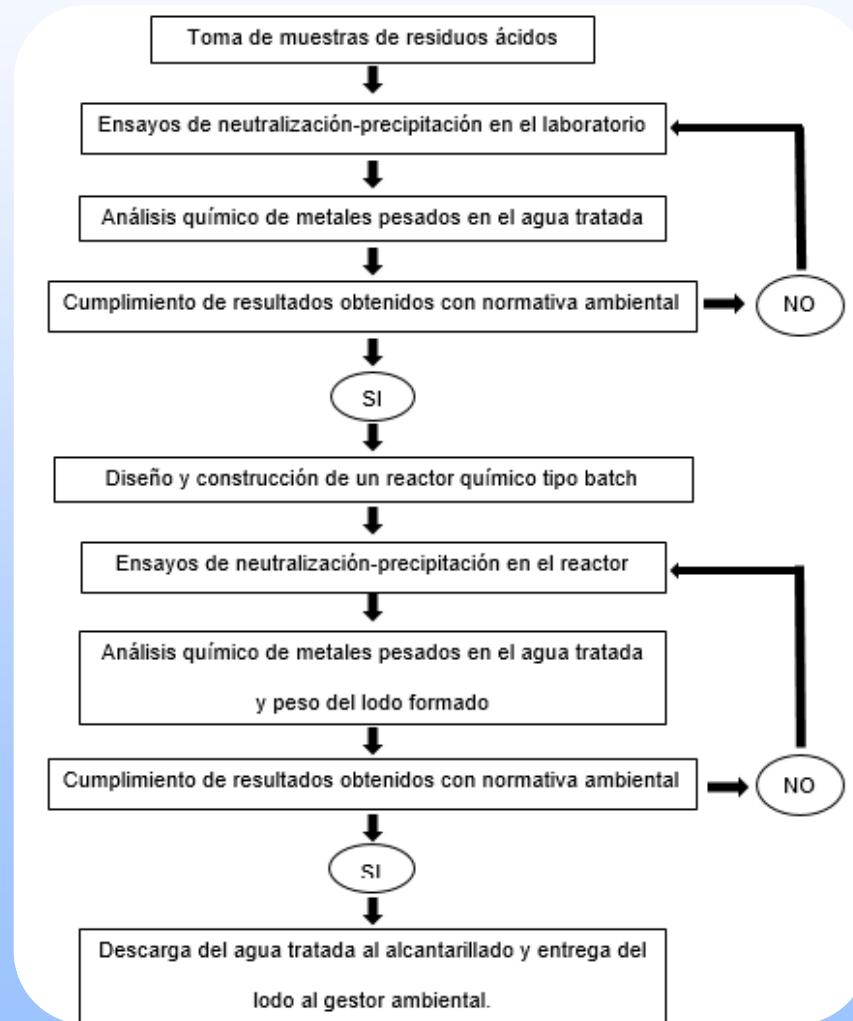 Toma de muestras de residuos ácidos
Ensayos de neutralización-precipitación en el laboratorio
Análisis químico de metales pesados en el agua tratada
Cumplimiento de resultados obtenidos con normativa ambiental
NO
SI
Diseño y construcción de un reactor químico tipo batch
Ensayos de neutralización-precipitación en el reactor
Análisis químico de metales pesados en el agua tratada
y peso del lodo formado
Cumplimiento de resultados obtenidos con normativa ambiental
NO
SI
Descarga del agua tratada al alcantarillado y entrega del
lodo al gestor ambiental.